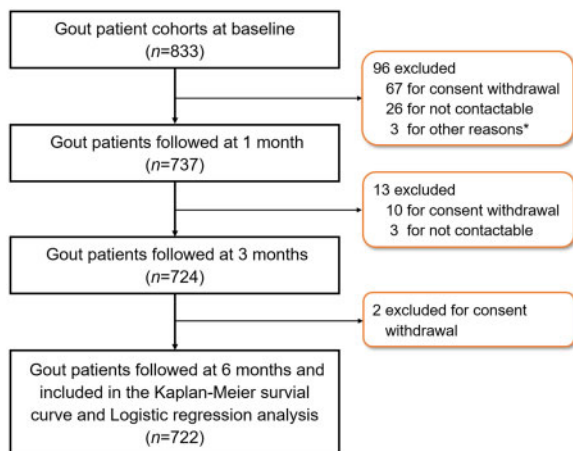 Gout patient cohorts at baseline
(n=833)
96 excluded
67 for consent withdrawal
26 for not contactable
3 for other reasons*
Gout patients followed at 1 month
(n=737)
13 excluded
10 for consent withdrawal
3 for not contactable
Gout patients followed at 3 months
(n=724)
2 excluded for consent
withdrawal
Gout patients followed at 6 months and
included in the Kaplan-Meier survial
curve and Logistic regression analysis
(n=722)